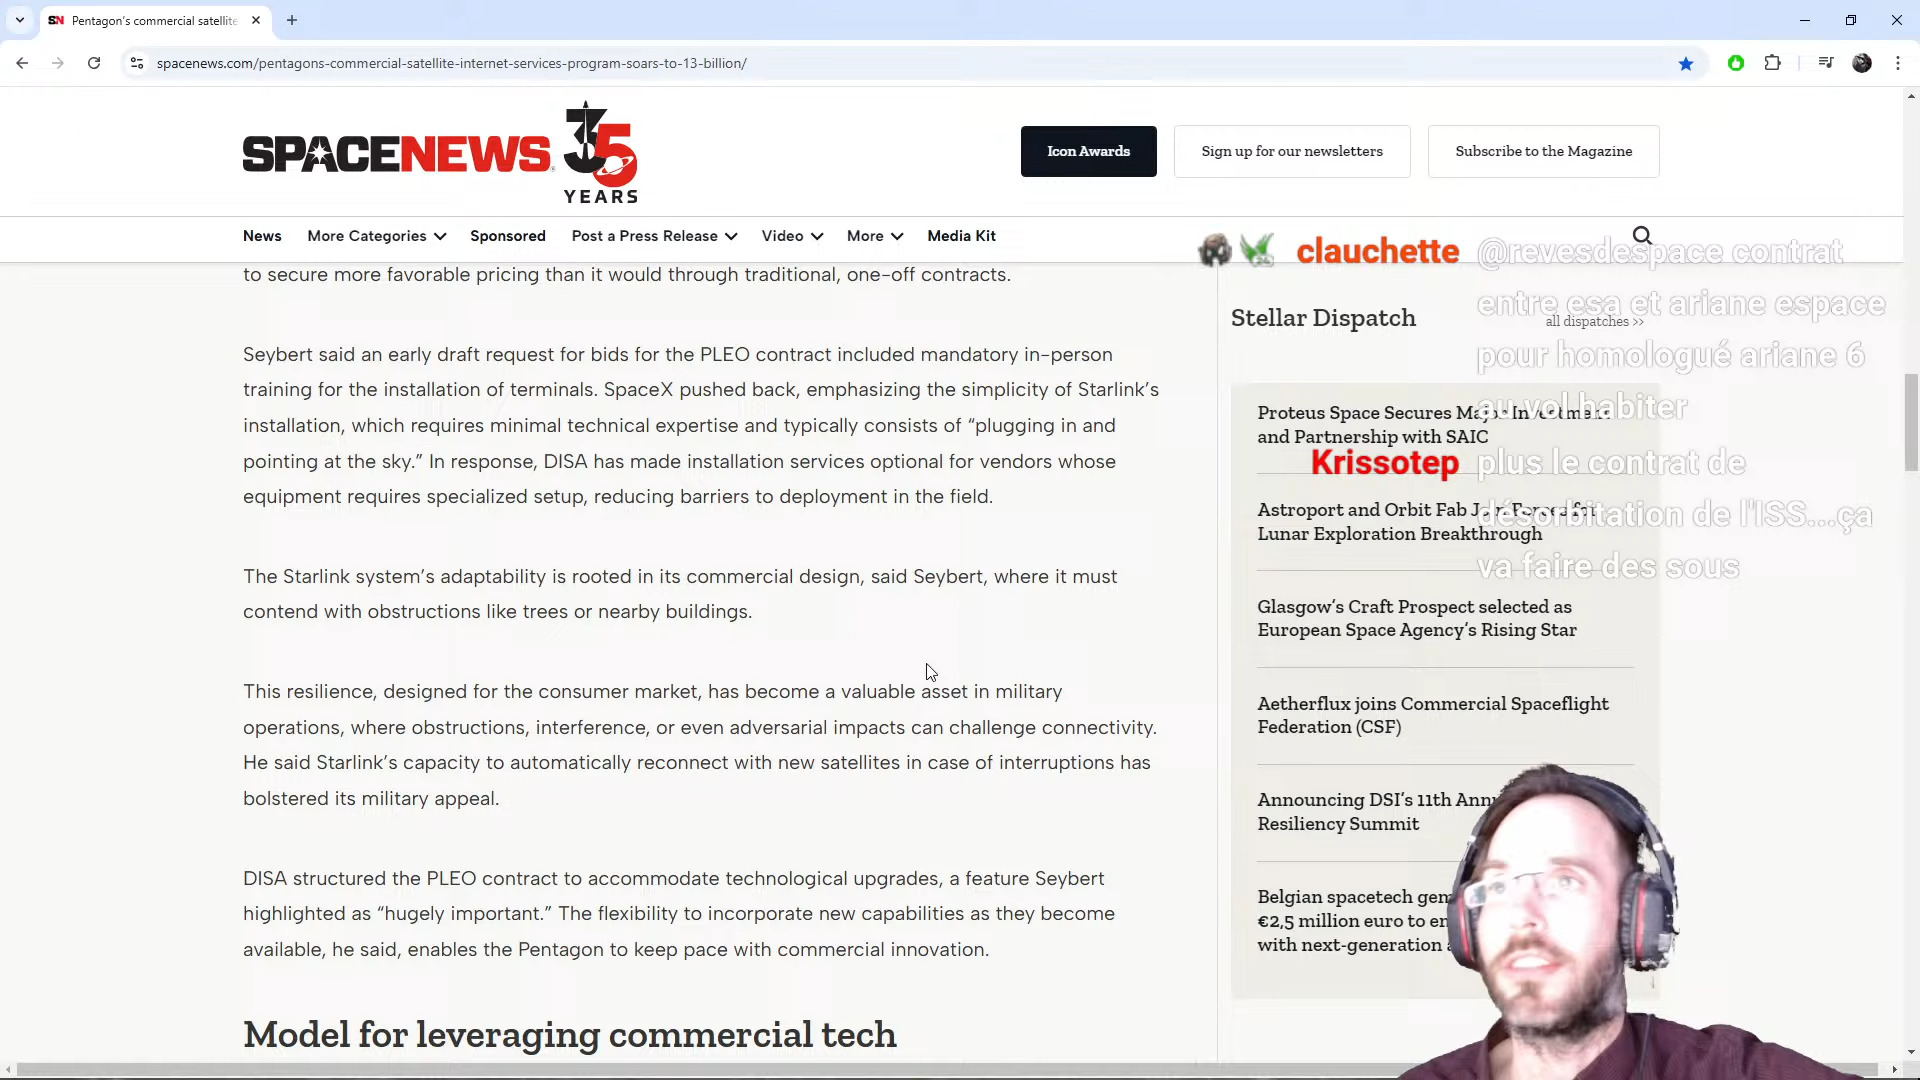 Pentagon's commercial satellite
spacenews.com/pentagons-commercial-satellite-internet-services-program-soars-to-13-billion/
SPACENEWS 35
YEARS
Icon Awards
Sign up for our newsletters
Subscribe to the Magazine
News More Categories Sponsored Post a Press Release Video More Media Kit
to secure more favorable pricing than it would through traditional, one-off contracts.
Seybert said an early draft request for bids for the PLEO contract included mandatory in-person
training for the installation of terminals. SpaceX pushed back, emphasizing the simplicity of Starlink's
installation, which requires minimal technical expertise and typically consists of “plugging in and
pointing at the sky.” In response, DISA has made installation services optional for vendors whose
equipment requires specialized setup, reducing barriers to deployment in the field.
The Starlink system's adaptability is rooted in its commercial design, said Seybert, where it must
contend with obstructions like trees or nearby buildings.
This resilience, designed for the consumer market, has become a valuable asset in military
operations, where obstructions, interference, or even adversarial impacts can challenge connectivity.
He said Starlink's capacity to automatically reconnect with new satellites in case of interruptions has
bolstered its military appeal.
DISA structured the PLEO contract to accommodate technological upgrades, a feature Seybert
highlighted as “hugely important.” The flexibility to incorporate new capabilities as they become
available, he said, enables the Pentagon to keep pace with commercial innovation.
Model for leveraging commercial tech
Stellar Dispatch
all dispatches >>
Proteus Space Secures Major Investment
and Partnership with SAIC
Astroport and Orbit Fab Join Forces for
Lunar Exploration Breakthrough
Glasgow's Craft Prospect selected as
European Space Agency's Rising Star
Aetherflux joins Commercial Spaceflight
Federation (CSF)
Announcing DSI's 11th
Resiliency Summit
Belgian spacetech
€2,5 million euro to
with next-generation
clauchette @revesdespace contrat
entre esa et ariane espace
pour homologué ariane 6
au vol habiter
Krissotep plus le contrat de
désorbitation de l'ISS...ça
va faire des sous